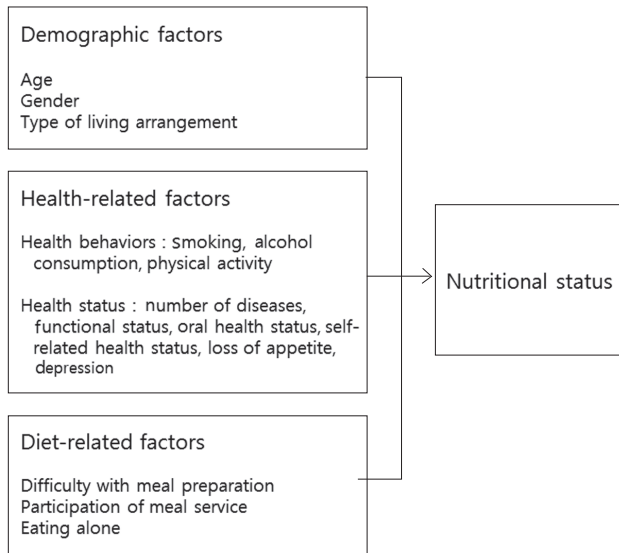 Demographic factors
Age
Gender
Type of living arrangement
Health-related factors
Health behaviors : Smoking, alcohol
consumption, physical activity
Health status : number of diseases,
functional status, oral health status, self-
related health status, loss of appetite,
depression
Diet-related factors
Difficulty with meal preparation
Participation of meal service
Eating alone
Nutritional status